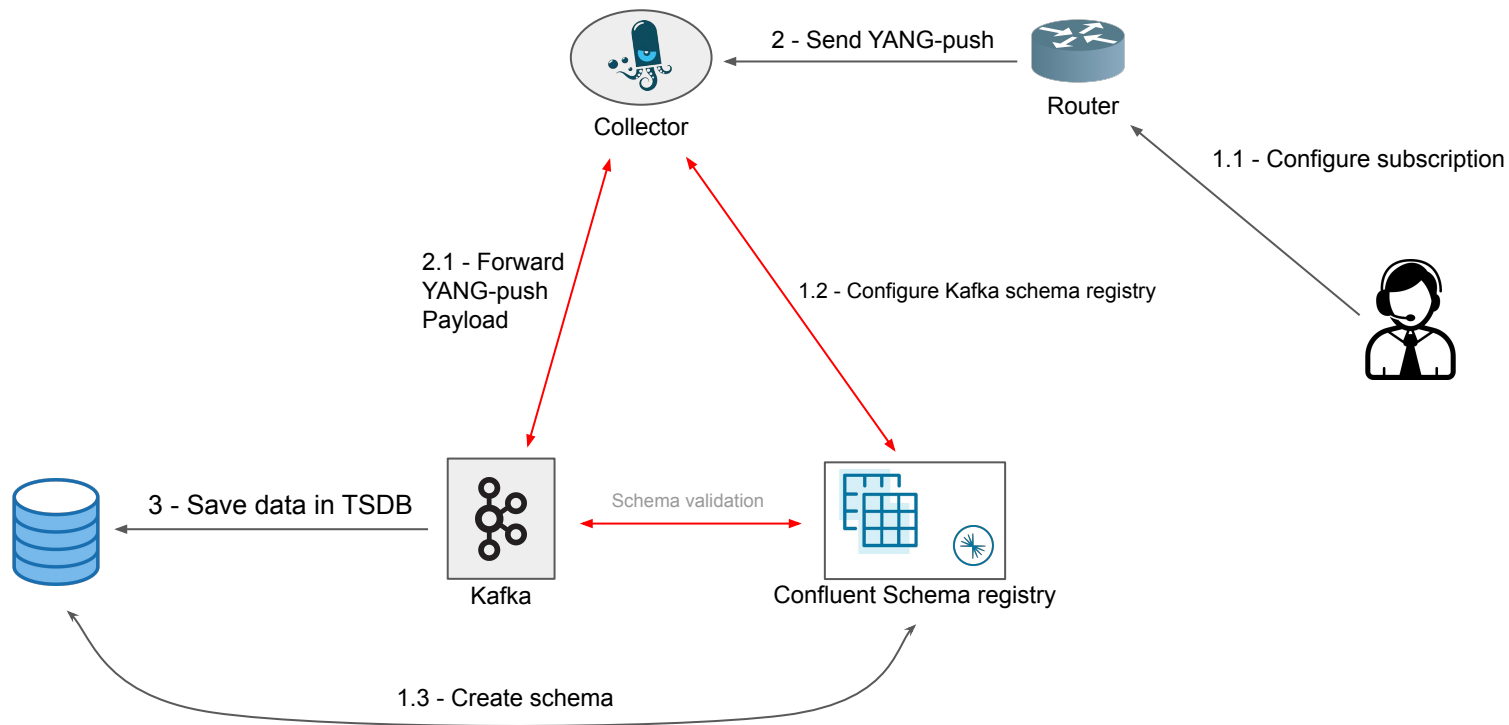 2 - Send YANG-push
Collector
Router
1.1 - Configure subscription
2.1 - Forward
YANG-push
Payload
1.2 - Configure Kafka schema registry
3 - Save data in TSDB
Schema validation
Kafka
Confluent Schema registry
1.3 - Create schema